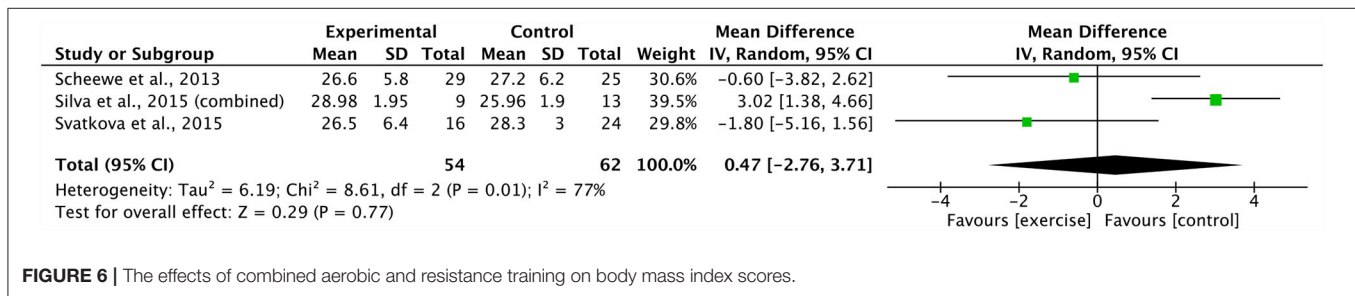 Experimental Control Mean Difference Mean Difference
Study or Subgroup Mean SD Total Mean SD Total Weight IV, Random, 95% CI IV, Random, 95% CI
Scheewe et al., 2013 26.6 5.8 29 27.2 6.2 25 30.6% −0.60 [−3.82, 2.62]
Silva et al., 2015 (combined) 28.98 1.95 9 25.96 1.9 13 39.5% 3.02 [1.38, 4.66]
Svatkova et al., 2015 26.5 6.4 16 28.3 3 24 29.8% −1.80 [−5.16, 1.56]
Total (95% CI) 54 62 100.0% 0.47 [−2.76, 3.71]
Heterogeneity: Tau² = 6.19; Chi² = 8.61, df = 2 (P = 0.01); I² = 77%
Test for overall effect: Z = 0.29 (P = 0.77)
−4 −2 0 2 4
Favours [exercise] Favours [control]
FIGURE 6 | The effects of combined aerobic and resistance training on body mass index scores.